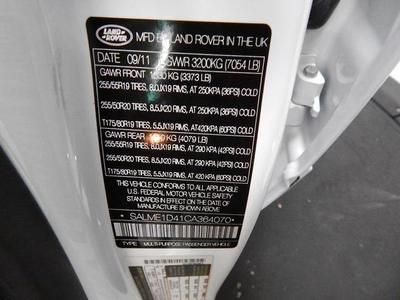 LAND ROVER
MFD BY LAND ROVER IN THE UK
DATE 09/11 GVWR 3200KG (7054 LB)
GAWR FRONT KG (3373 LB)
255/55R19 TIRES, 8.0JX19 RIMS, AT 250KPA (36PSI) COLD
255/50R20 TIRES, 8.5JX20 RIMS, AT 250KPA (36PSI) COLD
T175/80R19 TIRES, 5.5JX19 RIMS, AT420KPA (60PSI) COLD
GAWR REAR KG (4079 LB)
255/55R19 TIRES, 8.0JX19 RIMS, AT 290 KPA (42PSI) COLD
255/50R20 TIRES, 8.5JX20 RIMS, AT 290 KPA (42 PSI) COLD
T175/80R19 TIRES, 5.5JX19 RIMS, AT 420 KPA (60 PSI) COLD
THIS VEHICLE CONFORMS TO ALL APPLICABLE
U.S. FEDERAL MOTOR VEHICLE SAFETY
STANDARDS IN EFFECT ON THE DATE OF
MANUFACTURE SHOWN ABOVE
*SALME1D41CA364070*
TYPE: MULTI-PURPOSE PASSENGER VEHICLE